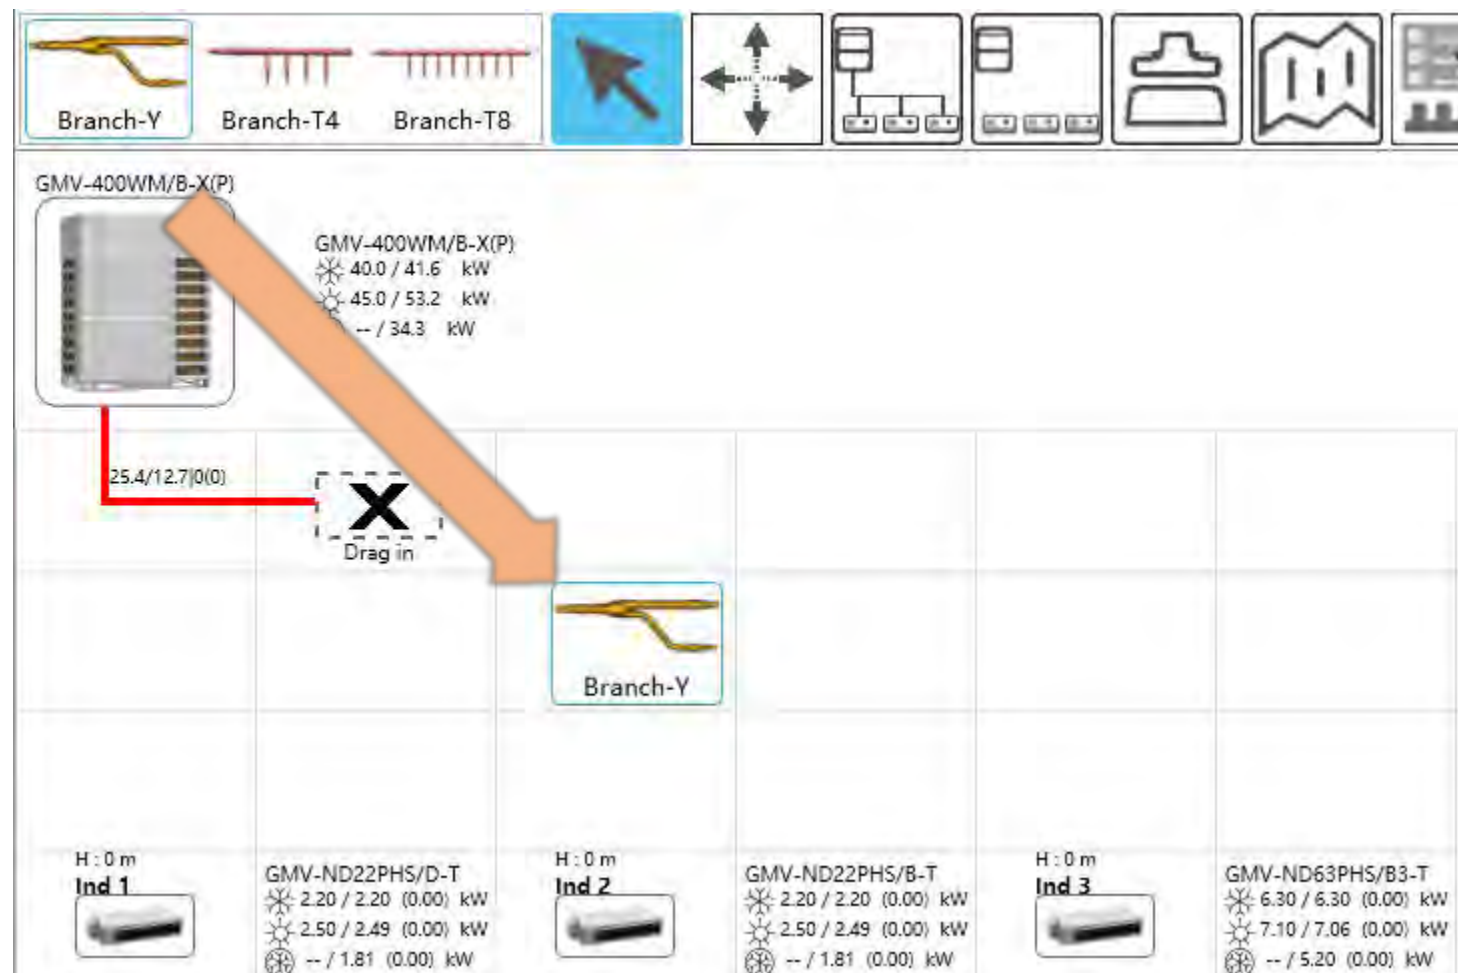 Branch-Y Branch-T4 Branch-T8
GMV-400WM/B-X(P)
GMV-400WM/B-X(P)
40.0 / 41.6 kW
45.0 / 53.2 kW
-- / 34.3 kW
25.4/12.7|0(0)
X
Drag in
Branch-Y
H : 0 m
Ind 1
GMV-ND22PHS/D-T
2.20 / 2.20 (0.00) kW
2.50 / 2.49 (0.00) kW
-- / 1.81 (0.00) kW
H : 0 m
Ind 2
GMV-ND22PHS/B-T
2.20 / 2.20 (0.00) kW
2.50 / 2.49 (0.00) kW
-- / 1.81 (0.00) kW
H : 0 m
Ind 3
GMV-ND63PHS/B3-T
6.30 / 6.30 (0.00) kW
7.10 / 7.06 (0.00) kW
-- / 5.20 (0.00) kW